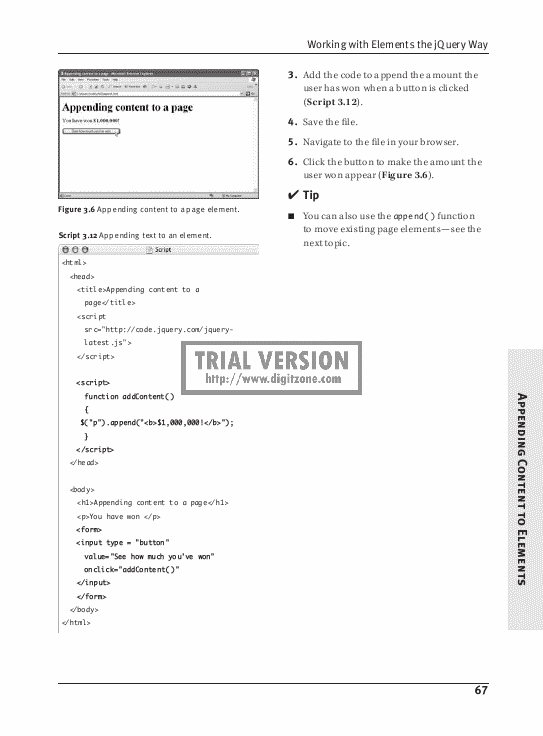 Working with Elements the jQuery Way
Appending content to a page - Microsoft Internet Explorer
Appending content to a page
You have won $1,000,000!
See how much you've won
Figure 3.6 Appending content to a page element.
Script 3.12 Appending text to an element.
Script
<html>
<head>
<title>Appending content to a
page</title>
<script
src="http://code.jquery.com/jquery-
latest.js">
</script>
<script>
function addContent()
{
$("p").append("<b>$1,000,000!</b>");
}
</script>
</head>
<body>
<h1>Appending content to a page</h1>
<p>You have won </p>
<form>
<input type = "button"
value="See how much you've won"
onclick="addContent()"
</input>
</form>
</body>
</html>
3. Add the code to append the amount the
user has won when a button is clicked
(Script 3.12).
4. Save the file.
5. Navigate to the file in your browser.
6. Click the button to make the amount the
user won appear (Figure 3.6).
✔ Tip
■ You can also use the append() function
to move existing page elements—see the
next topic.
TRIAL VERSION
http://www.digitzone.com
Appending Content to Elements
67